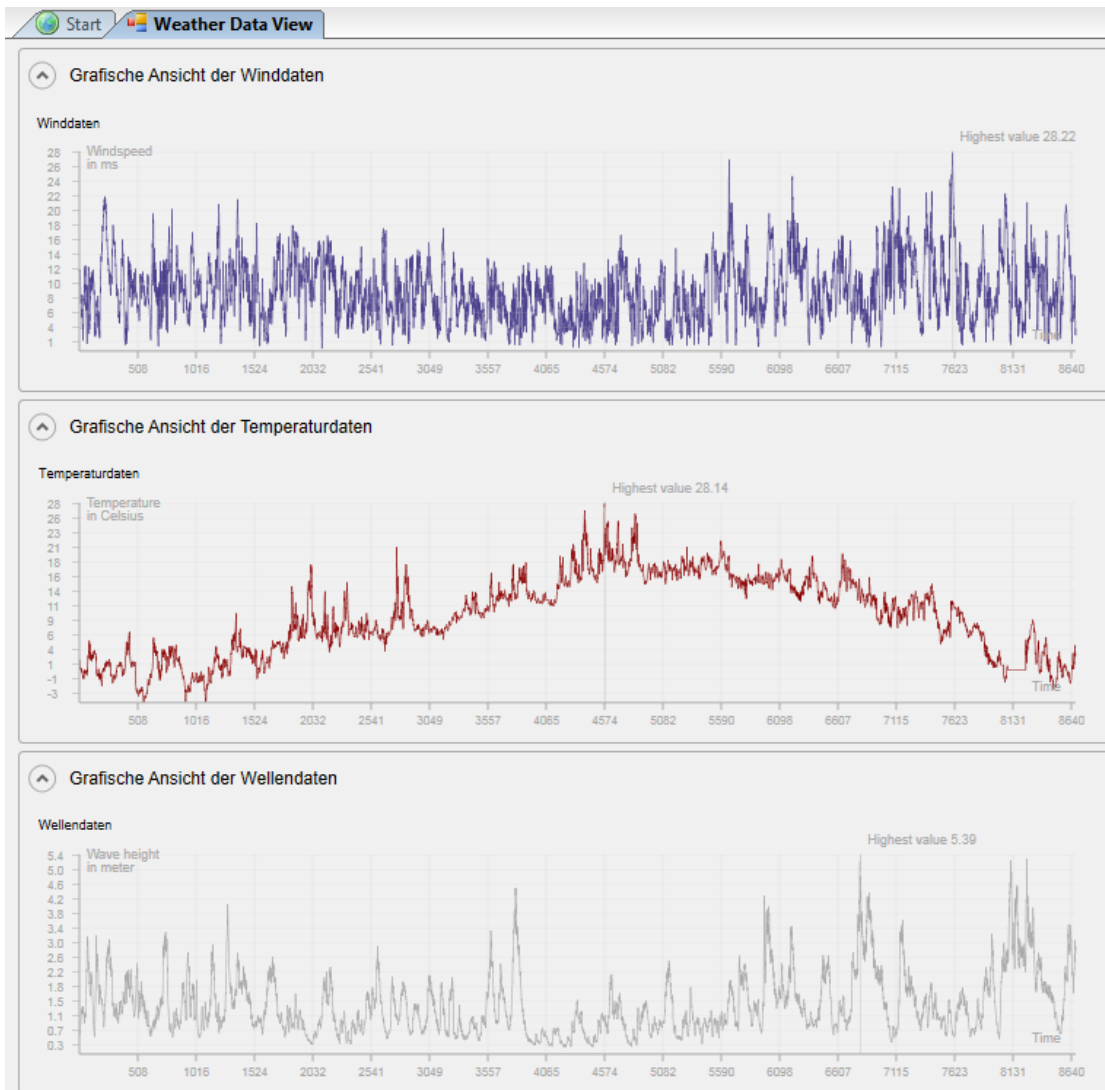 Start
Weather Data View
Grafische Ansicht der Winddaten
Winddaten
Highest value 28.22
Windspeed
in ms
28
26
24
22
20
18
16
14
12
10
8
6
4
1
Time
508 1016 1524 2032 2541 3049 3557 4065 4574 5082 5590 6098 6607 7115 7623 8131 8640
Grafische Ansicht der Temperaturdaten
Temperaturdaten
Highest value 28.14
Temperature
in Celsius
28
26
23
21
18
16
14
11
9
6
4
1
-1
-3
Time
508 1016 1524 2032 2541 3049 3557 4065 4574 5082 5590 6098 6607 7115 7623 8131 8640
Grafische Ansicht der Wellendaten
Wellendaten
Highest value 5.39
Wave height
in meter
5.4
5.0
4.6
4.2
3.8
3.4
3.0
2.6
2.2
1.8
1.5
1.1
0.7
0.3
Time
508 1016 1524 2032 2541 3049 3557 4065 4574 5082 5590 6098 6607 7115 7623 8131 8640